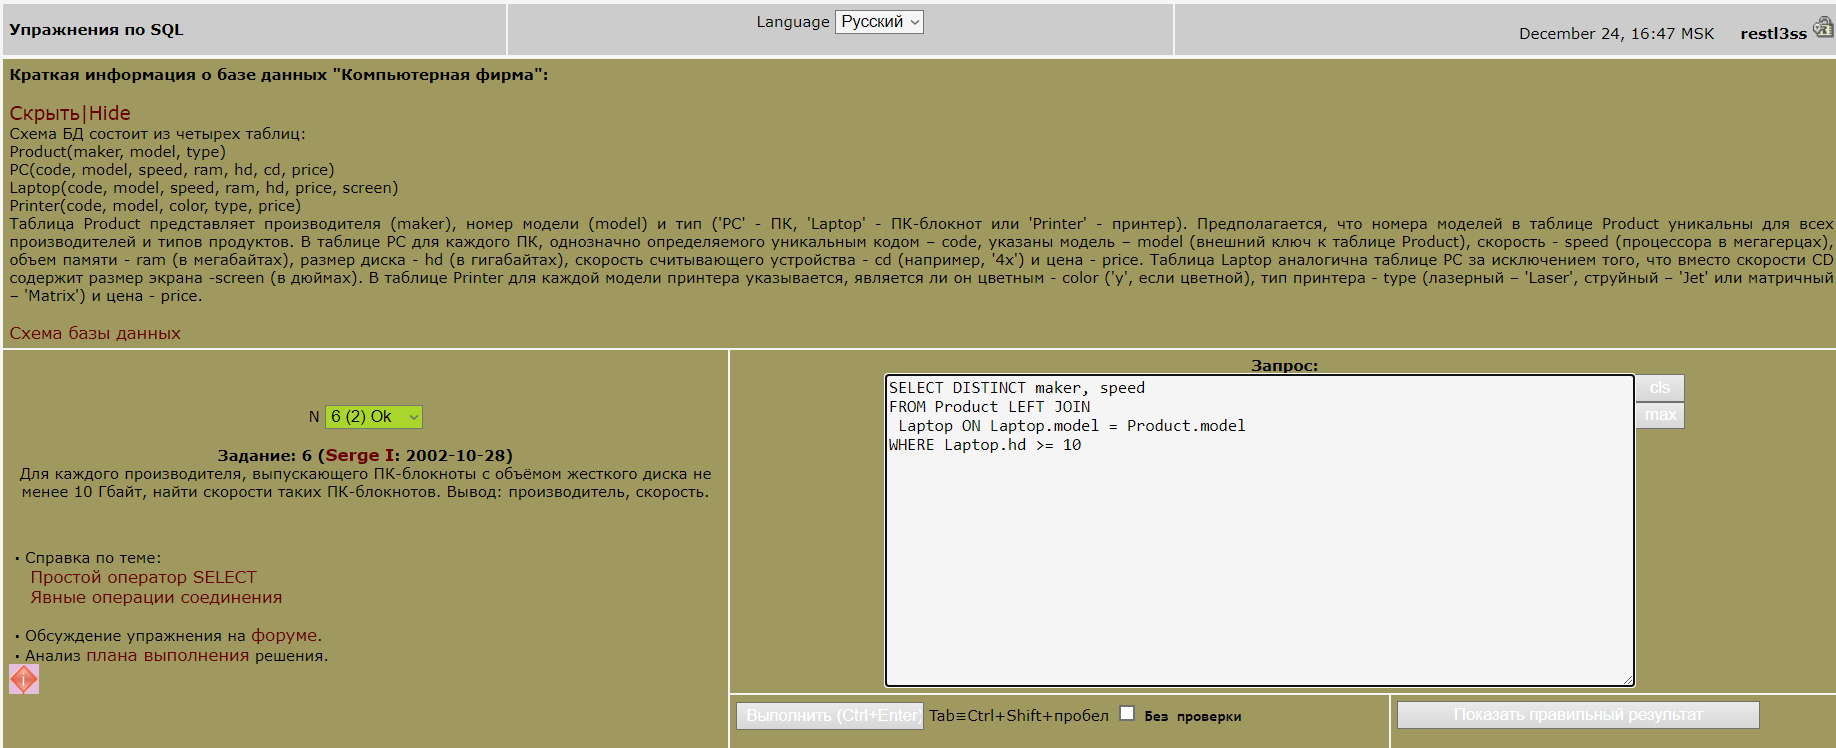 Упражнения по SQL
Language Русский
December 24, 16:47 MSK restl3ss
Краткая информация о базе данных "Компьютерная фирма":
Скрыть|Hide
Схема БД состоит из четырех таблиц:
Product(maker, model, type)
PC(code, model, speed, ram, hd, cd, price)
Laptop(code, model, speed, ram, hd, price, screen)
Printer(code, model, color, type, price)
Таблица Product представляет производителя (maker), номер модели (model) и тип ('PC' - ПК, 'Laptop' - ПК-блокнот или 'Printer' - принтер). Предполагается, что номера моделей в таблице Product уникальны для всех
производителей и типов продуктов. В таблице PC для каждого ПК, однозначно определяемого уникальным кодом – code, указаны модель – model (внешний ключ к таблице Product), скорость - speed (процессора в мегагерцах),
объем памяти - ram (в мегабайтах), размер диска - hd (в гигабайтах), скорость считывающего устройства - cd (например, '4x') и цена - price. Таблица Laptop аналогична таблице РС за исключением того, что вместо скорости CD
содержит размер экрана -screen (в дюймах). В таблице Printer для каждой модели принтера указывается, является ли он цветным - color ('y', если цветной), тип принтера - type (лазерный – 'Laser', струйный – 'Jet' или матричный
– 'Matrix') и цена - price.
Схема базы данных
N 6 (2) Ok
Задание: 6 (Serge I: 2002-10-28)
Для каждого производителя, выпускающего ПК-блокноты c объёмом жесткого диска не
менее 10 Гбайт, найти скорости таких ПК-блокнотов. Вывод: производитель, скорость.
· Справка по теме:
Простой оператор SELECT
Явные операции соединения
· Обсуждение упражнения на форуме.
· Анализ плана выполнения решения.
Запрос:
SELECT DISTINCT maker, speed
FROM Product LEFT JOIN
Laptop ON Laptop.model = Product.model
WHERE Laptop.hd >= 10
cls
max
Выполнить (Ctrl+Enter) Tab≡Ctrl+Shift+пробел Без проверки
Показать правильный результат